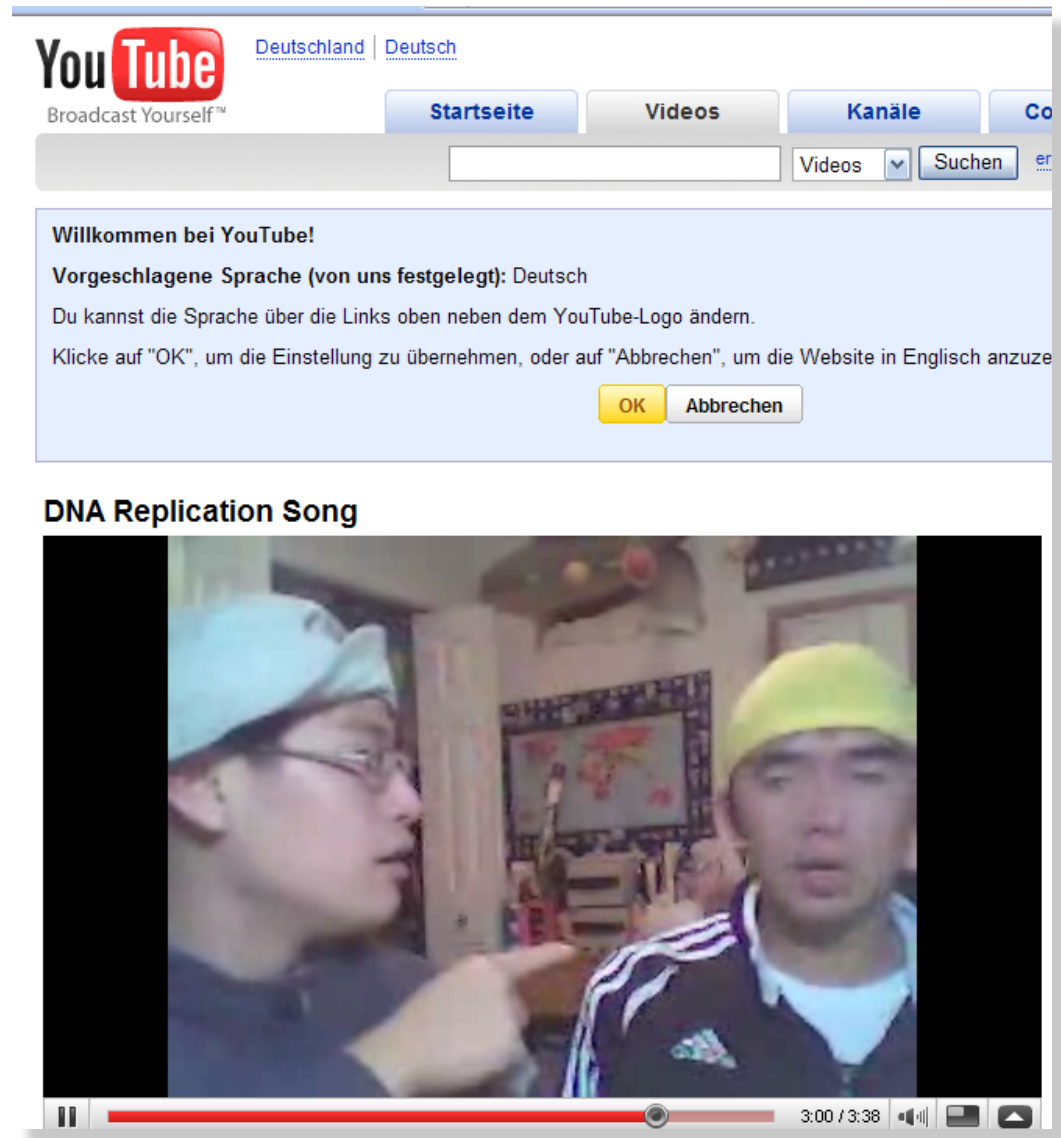 YouTube
Deutschland | Deutsch
Broadcast Yourself™
Startseite Videos Kanäle Co
Videos Suchen er
Willkommen bei YouTube!
Vorgeschlagene Sprache (von uns festgelegt): Deutsch
Du kannst die Sprache über die Links oben neben dem YouTube-Logo ändern.
Klicke auf "OK", um die Einstellung zu übernehmen, oder auf "Abbrechen", um die Website in Englisch anzuze
OK Abbrechen
DNA Replication Song
3:00 / 3:38